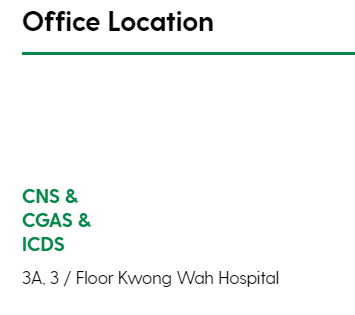 Office Location
CNS &
CGAS &
ICDS
3A, 3 / Floor Kwong Wah Hospital